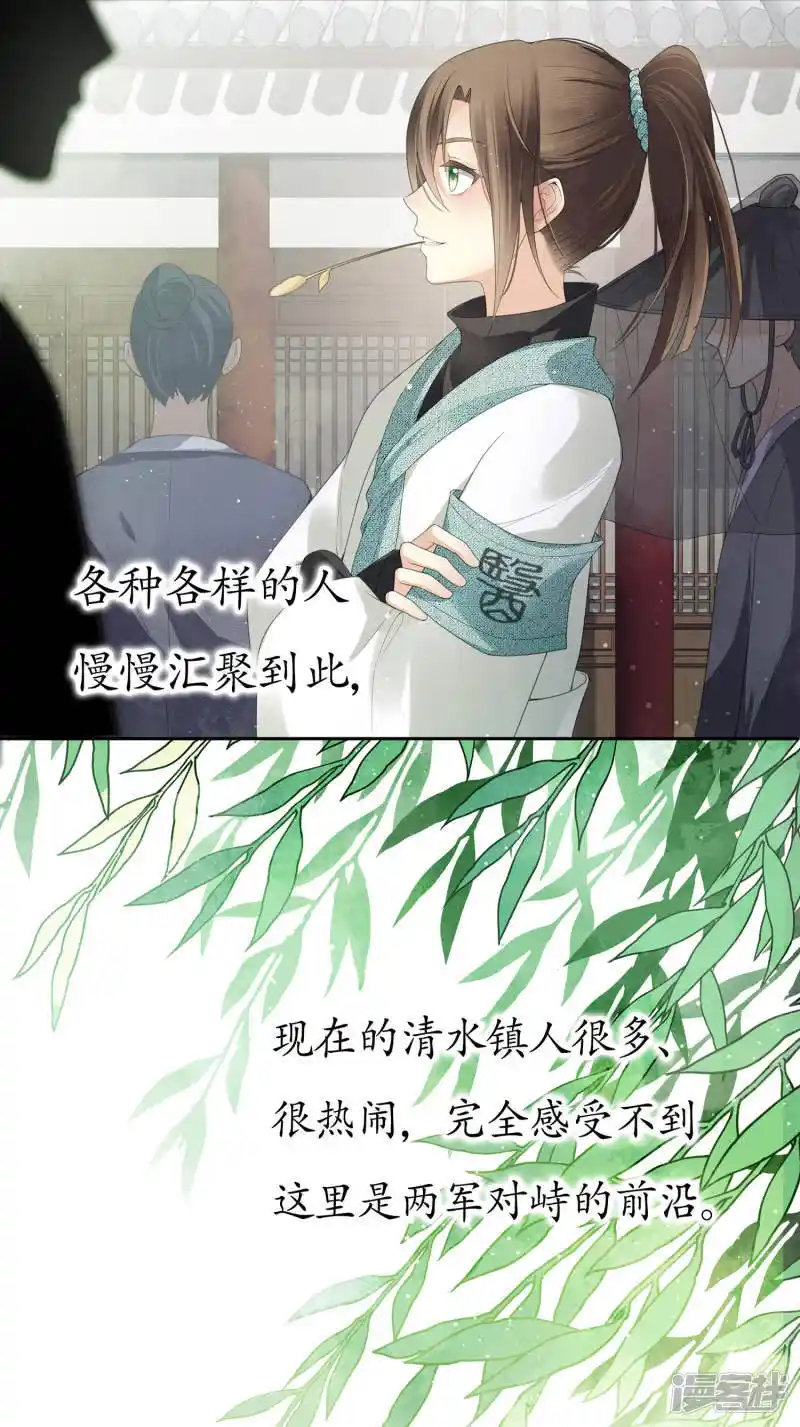 醫
各种各样的人
慢慢汇聚到此,
现在的清水镇人很多、
很热闹，完全感受不到
这里是两军对峙的前沿。
漫客栈